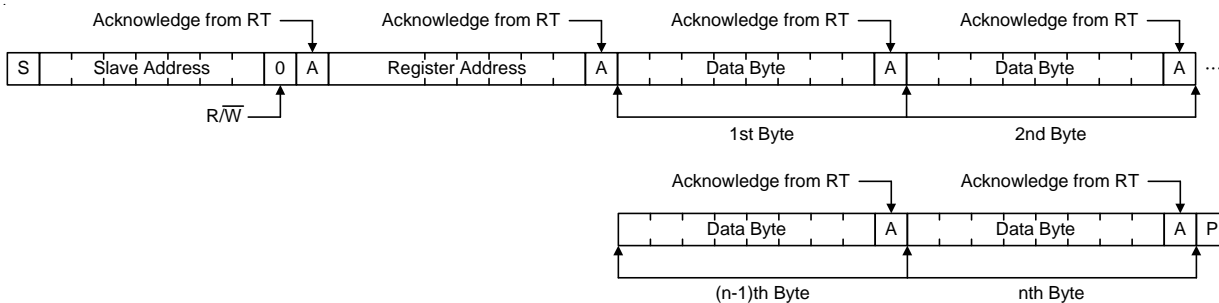 Acknowledge from RT Acknowledge from RT Acknowledge from RT Acknowledge from RT
S Slave Address 0 A Register Address A Data Byte A Data Byte A ...
R/W̅
1st Byte 2nd Byte
Acknowledge from RT Acknowledge from RT
Data Byte A Data Byte A P
(n-1)th Byte nth Byte